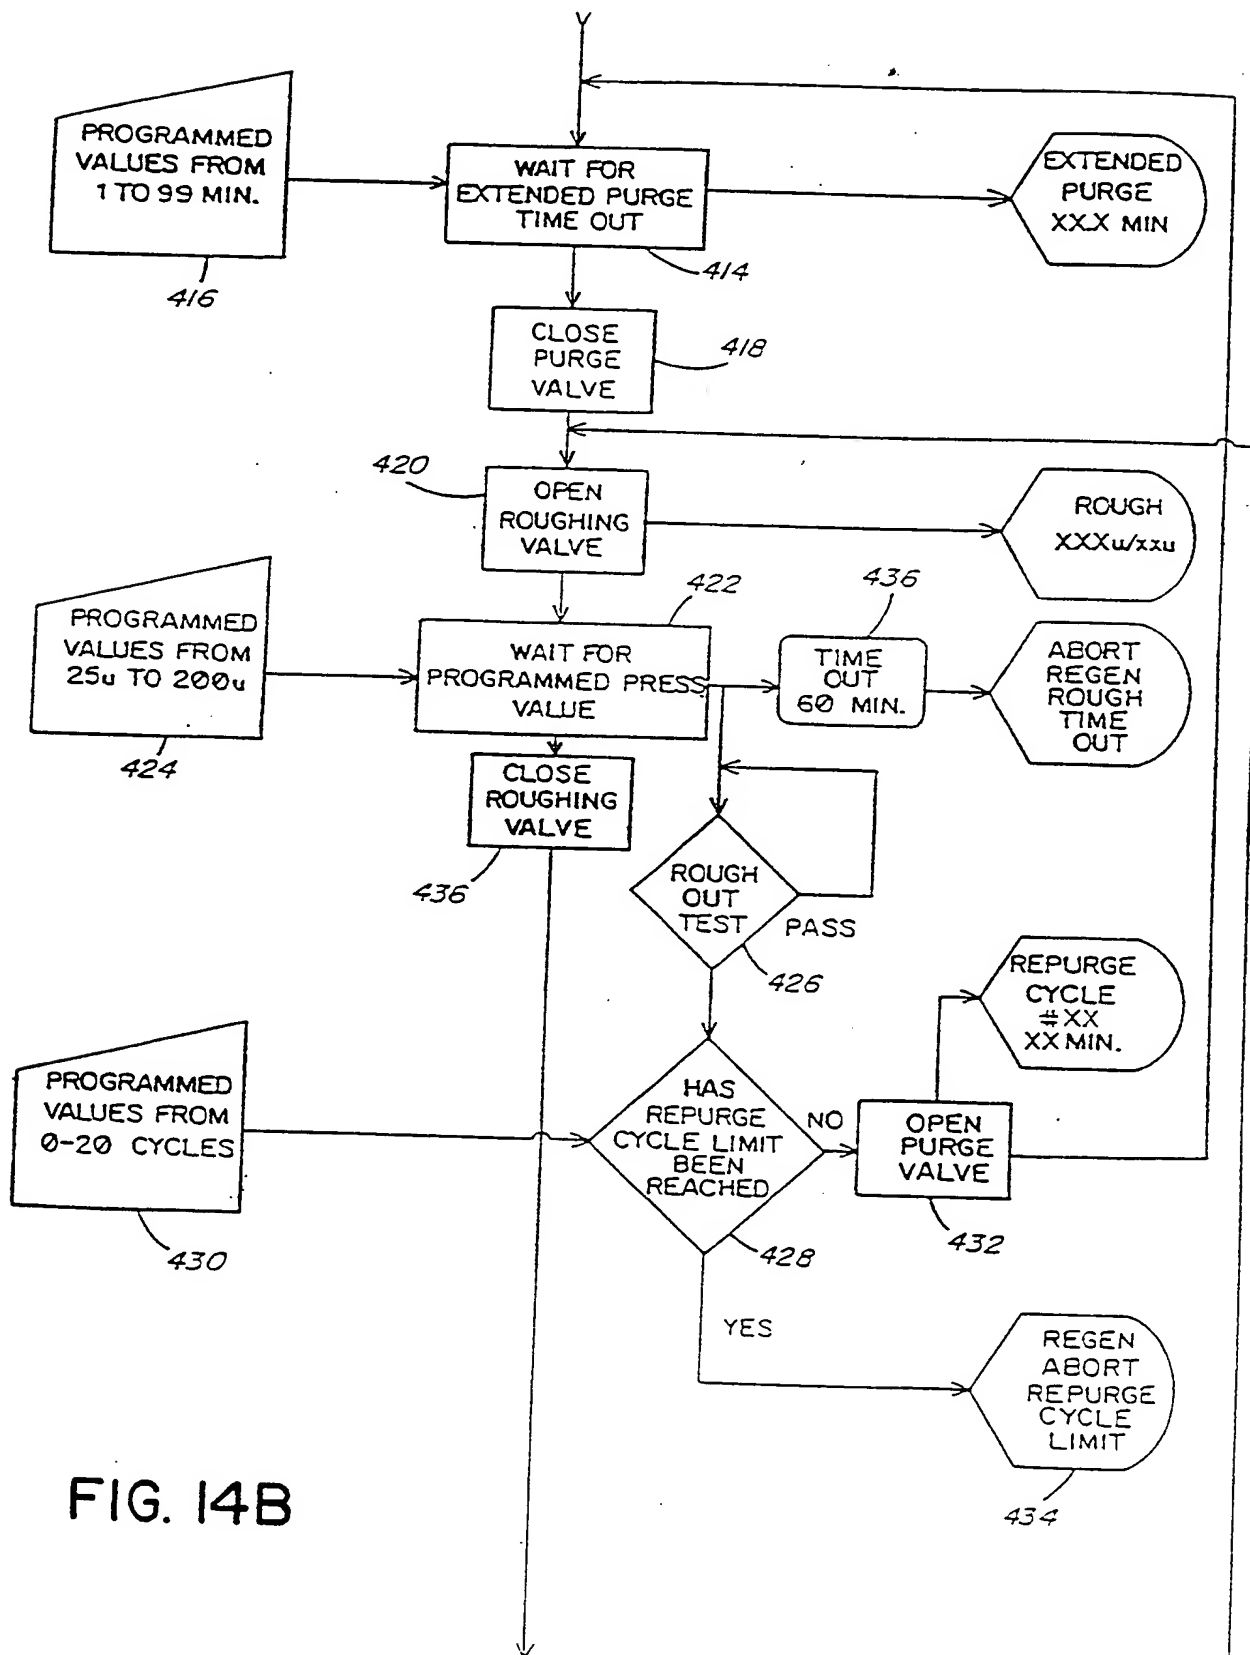 PROGRAMMED
VALUES FROM
1 TO 99 MIN.
416
WAIT FOR
EXTENDED PURGE
TIME OUT
414
EXTENDED
PURGE
XX.X MIN
CLOSE
PURGE
VALVE
418
420
OPEN
ROUGHING
VALVE
ROUGH
XXXu/xxu
PROGRAMMED
VALUES FROM
25u TO 200u
424
422
WAIT FOR
PROGRAMMED PRESS
VALUE
436
TIME
OUT
60 MIN.
ABORT
REGEN
ROUGH
TIME
OUT
CLOSE
ROUGHING
VALVE
436
ROUGH
OUT
TEST
PASS
426
REPURGE
CYCLE
#XX
XX MIN.
PROGRAMMED
VALUES FROM
0-20 CYCLES
430
HAS
REPURGE
CYCLE LIMIT
BEEN
REACHED
428
NO
OPEN
PURGE
VALVE
432
YES
REGEN
ABORT
REPURGE
CYCLE
LIMIT
434
FIG. 14B